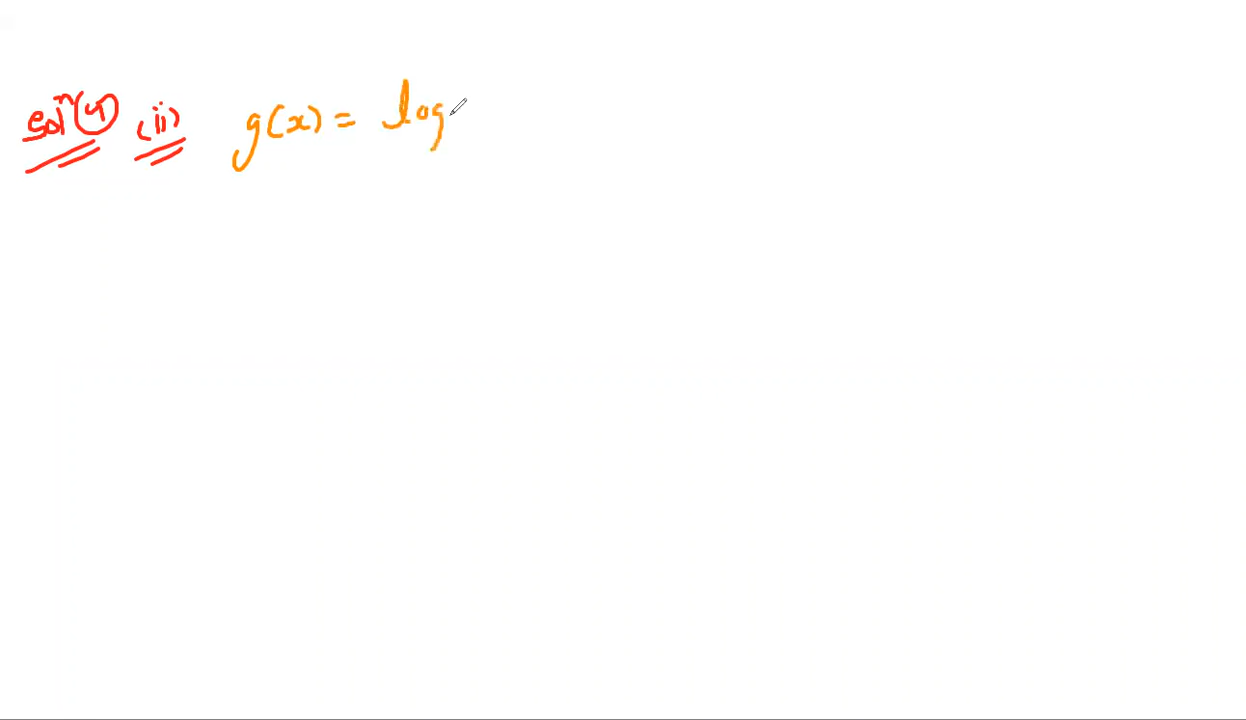 Solⁿ (4) (ii) g(x) = log